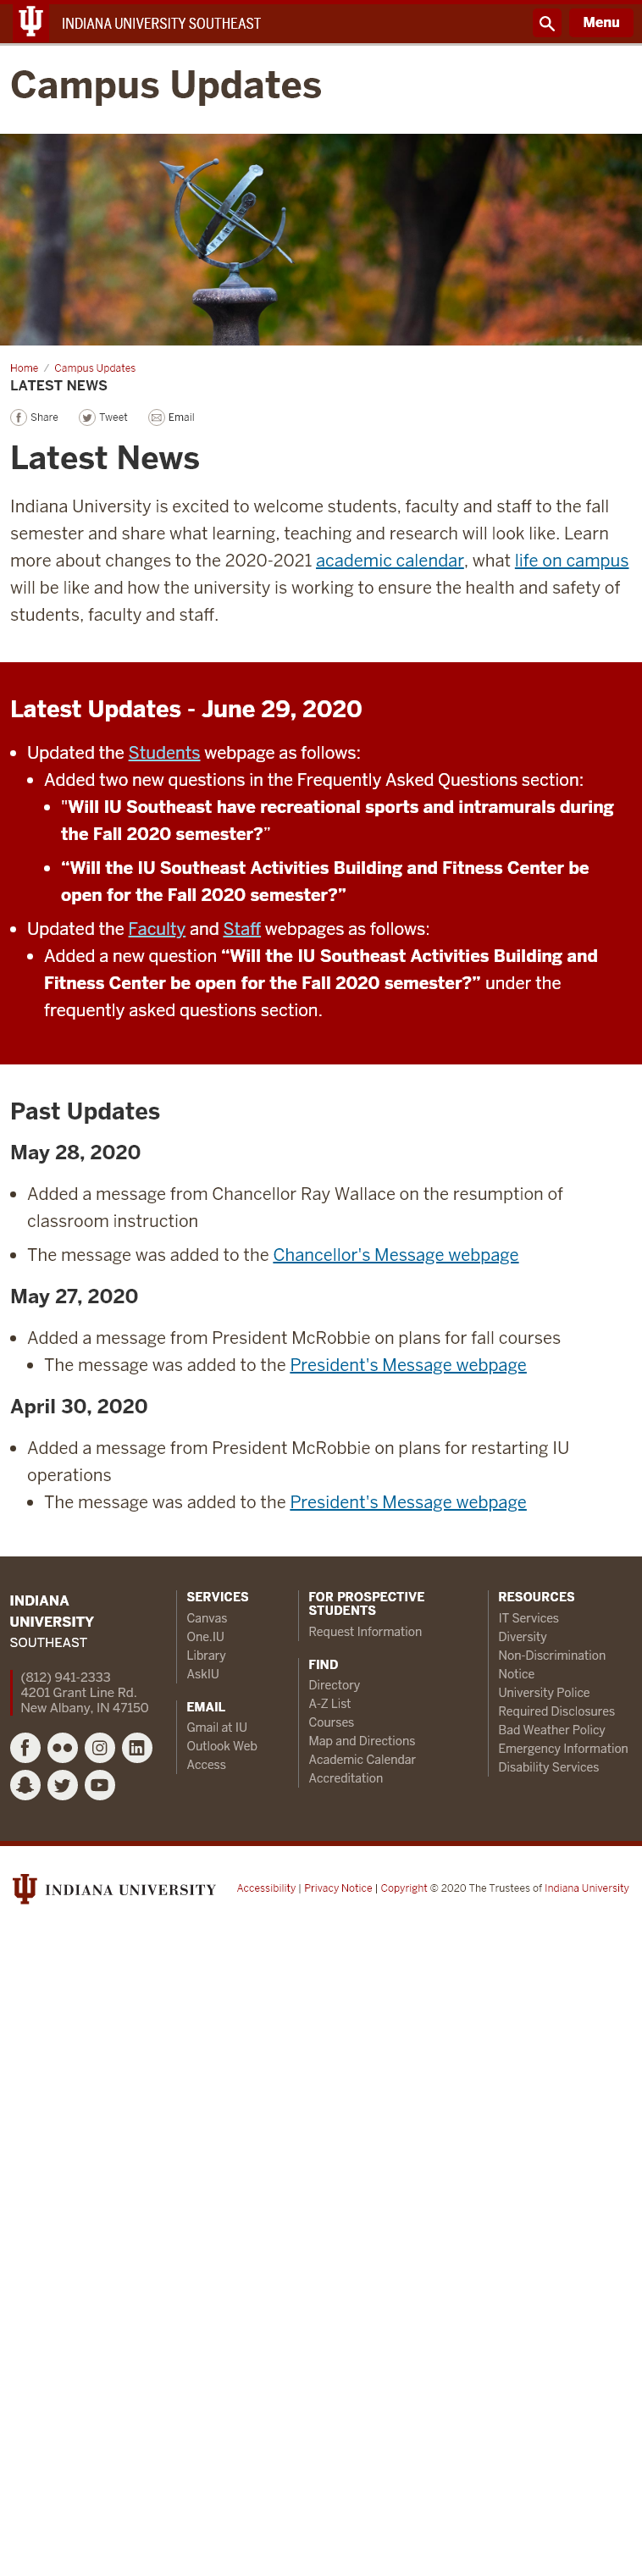 INDIANA UNIVERSITY SOUTHEAST
Menu
Campus Updates
Home / Campus Updates
LATEST NEWS
Share Tweet Email
Latest News
Indiana University is excited to welcome students, faculty and staff to the fall
semester and share what learning, teaching and research will look like. Learn
more about changes to the 2020-2021 academic calendar, what life on campus
will be like and how the university is working to ensure the health and safety of
students, faculty and staff.
Latest Updates - June 29, 2020
Updated the Students webpage as follows:
Added two new questions in the Frequently Asked Questions section:
"Will IU Southeast have recreational sports and intramurals during
the Fall 2020 semester?”
“Will the IU Southeast Activities Building and Fitness Center be
open for the Fall 2020 semester?”
Updated the Faculty and Staff webpages as follows:
Added a new question “Will the IU Southeast Activities Building and
Fitness Center be open for the Fall 2020 semester?” under the
frequently asked questions section.
Past Updates
May 28, 2020
Added a message from Chancellor Ray Wallace on the resumption of
classroom instruction
The message was added to the Chancellor's Message webpage
May 27, 2020
Added a message from President McRobbie on plans for fall courses
The message was added to the President's Message webpage
April 30, 2020
Added a message from President McRobbie on plans for restarting IU
operations
The message was added to the President's Message webpage
INDIANA
UNIVERSITY
SOUTHEAST
(812) 941-2333
4201 Grant Line Rd.
New Albany, IN 47150
SERVICES
Canvas
One.IU
Library
AskIU
EMAIL
Gmail at IU
Outlook Web
Access
FOR PROSPECTIVE
STUDENTS
Request Information
FIND
Directory
A-Z List
Courses
Map and Directions
Academic Calendar
Accreditation
RESOURCES
IT Services
Diversity
Non-Discrimination
Notice
University Police
Required Disclosures
Bad Weather Policy
Emergency Information
Disability Services
INDIANA UNIVERSITY
Accessibility | Privacy Notice | Copyright © 2020 The Trustees of Indiana University